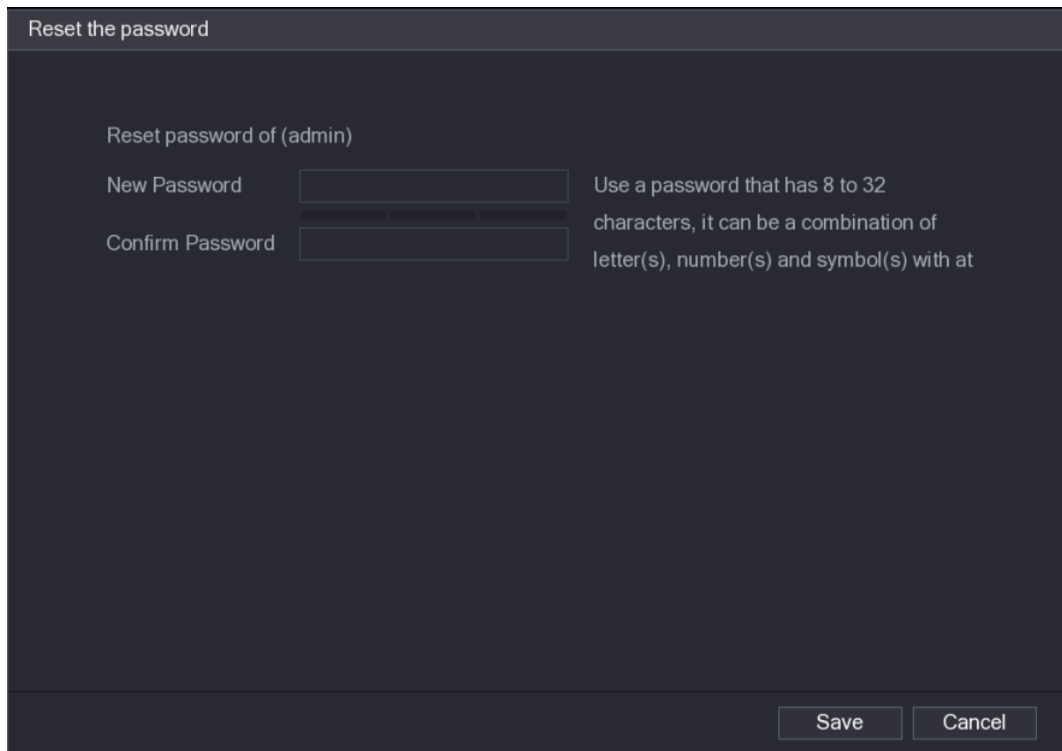 Reset the password
Reset password of (admin)
New Password
Use a password that has 8 to 32
characters, it can be a combination of
Confirm Password
letter(s), number(s) and symbol(s) with at
Save
Cancel